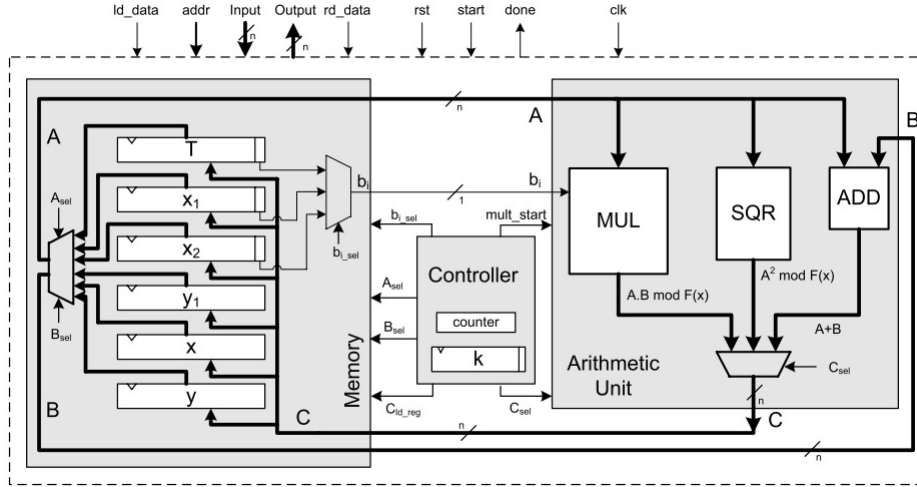 ld_data addr Input Output rd_data rst start done clk
n n
n
A A B
T
x1
x2
y1
x
y
Asel
Bsel
B
bi
bi_sel
1
bi
bi_sel
mult_start
Asel
Bsel
Cld_reg
Csel
Controller
counter
k
Memory
C
MUL
SQR
ADD
A.B mod F(x)
A² mod F(x)
A+B
Arithmetic
Unit
Csel
n
C
n
n